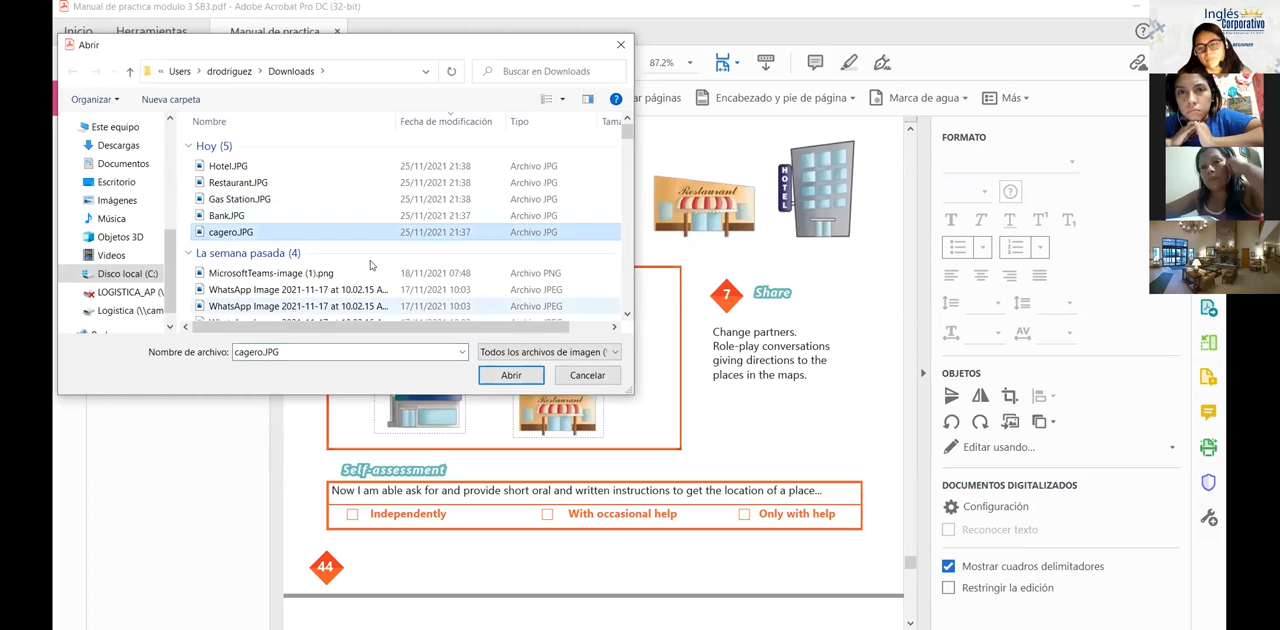 Manual de practica modulo 3 SB3.pdf - Adobe Acrobat Pro DC (32-bit)
Inicio
Herramientas
Manual de practica...
Abrir
Users > drodriguez > Downloads >
Buscar en Downloads
87.2%
Organizar
Nueva carpeta
ar páginas
Encabezado y pie de página
Marca de agua
Más
Nombre
Fecha de modificación
Tipo
Tama
Este equipo
Descargas
Documentos
Escritorio
Imágenes
Música
Objetos 3D
Videos
Disco local (C:)
LOGISTICA_AP (\
Logistica (\\cam
Hoy (5)
Hotel.JPG 25/11/2021 21:38 Archivo JPG
Restaurant.JPG 25/11/2021 21:38 Archivo JPG
Gas Station.JPG 25/11/2021 21:38 Archivo JPG
Bank.JPG 25/11/2021 21:37 Archivo JPG
cagero.JPG 25/11/2021 21:37 Archivo JPG
La semana pasada (4)
MicrosoftTeams-image (1).png 18/11/2021 07:48 Archivo PNG
WhatsApp Image 2021-11-17 at 10.02.15 A... 17/11/2021 10:03 Archivo JPEG
WhatsApp Image 2021-11-17 at 10.02.15 A... 17/11/2021 10:03 Archivo JPEG
Nombre de archivo:
cagero.JPG
Todos los archivos de imagen (
Abrir
Cancelar
Restaurant
HOTEL
7
Share
Change partners.
Role-play conversations
giving directions to the
places in the maps.
Restaurant
Self-assessment
Now I am able ask for and provide short oral and written instructions to get the location of a place...
Independently
With occasional help
Only with help
44
FORMATO
OBJETOS
Editar usando...
DOCUMENTOS DIGITALIZADOS
Configuración
Reconocer texto
Mostrar cuadros delimitadores
Restringir la edición
Inglés
Corporativo
BEGINNER